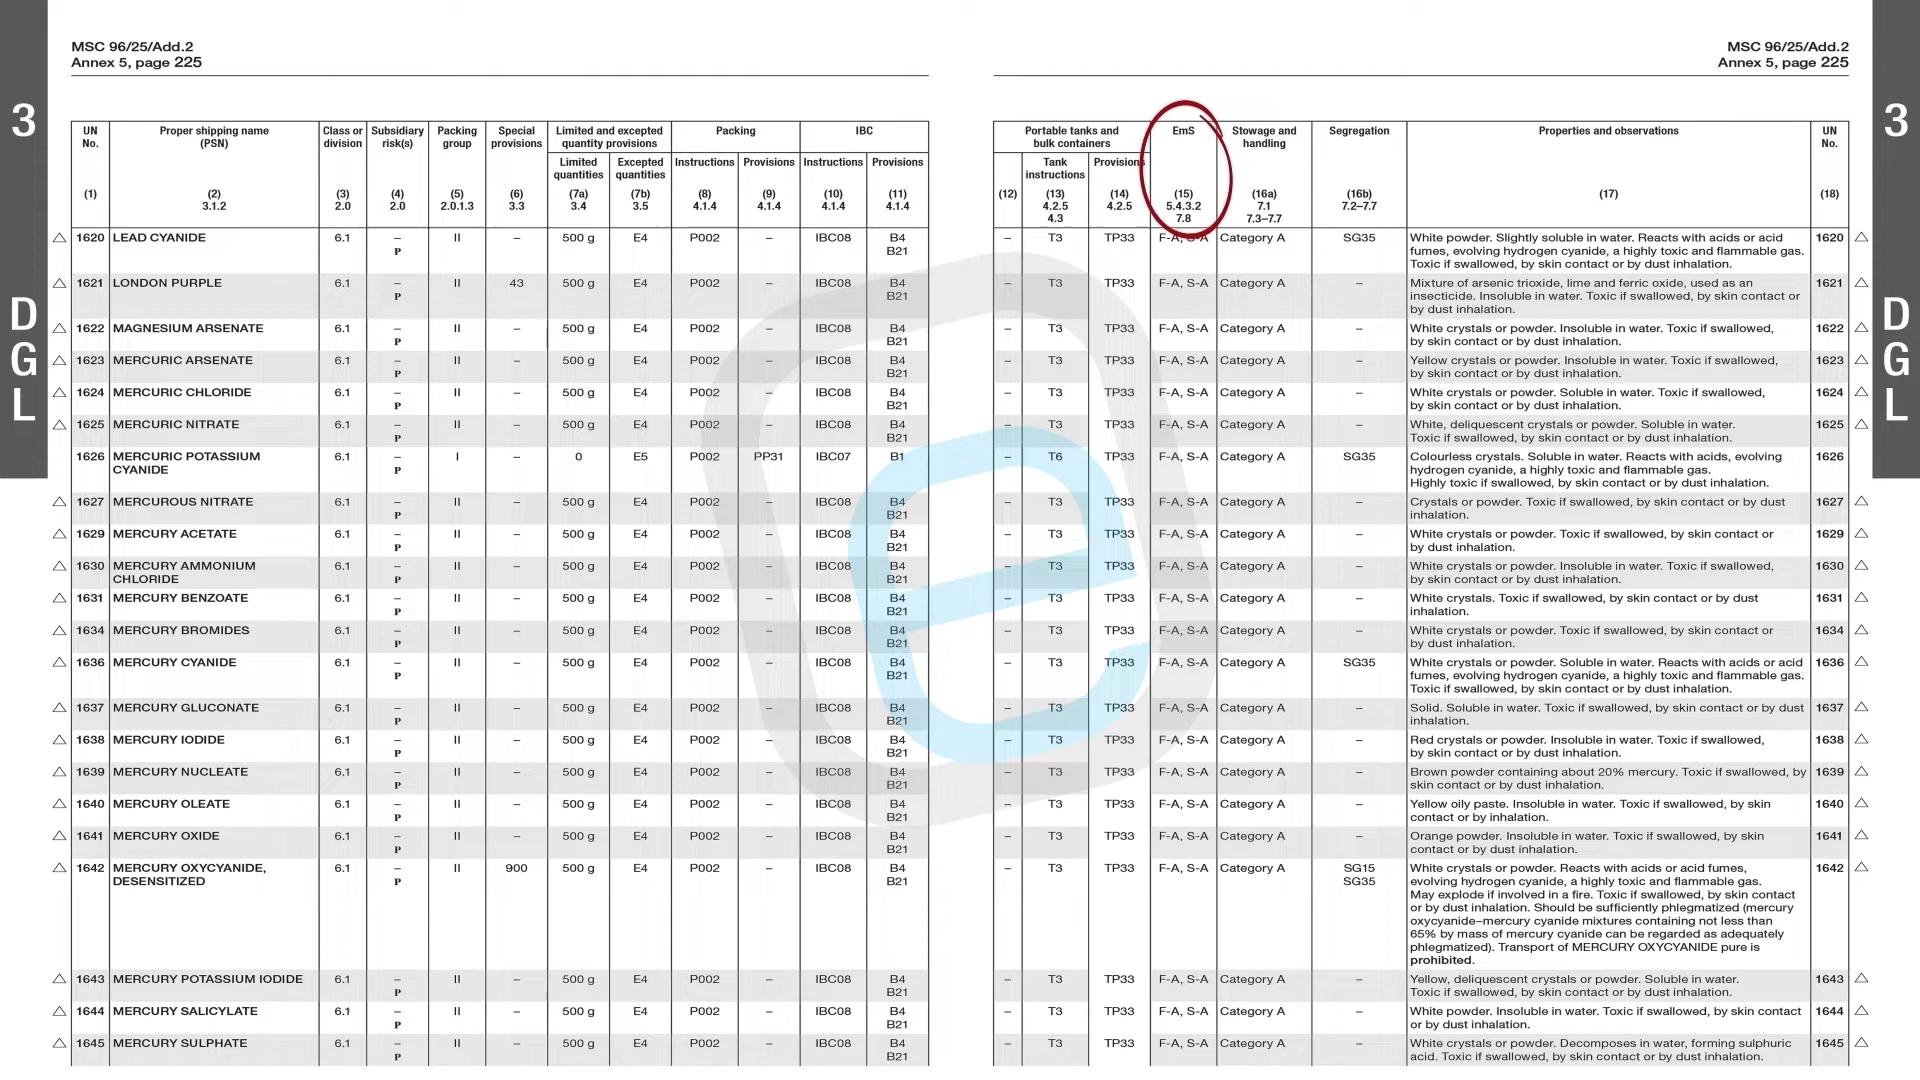 3
D
G
L
MSC 96/25/Add.2
Annex 5, page 225
UN No. Proper shipping name (PSN) Class or division Subsidiary risk(s) Packing group Special provisions Limited and excepted quantity provisions Packing IBC
Limited quantities Excepted quantities Instructions Provisions Instructions Provisions
(1) (2) (3) (4) (5) (6) (7a) (7b) (8) (9) (10) (11)
3.1.2 2.0 2.0 2.0.1.3 3.3 3.4 3.5 4.1.4 4.1.4 4.1.4 4.1.4
△ 1620 LEAD CYANIDE 6.1 – II – 500 g E4 P002 – IBC08 B4
P B21
△ 1621 LONDON PURPLE 6.1 – II 43 500 g E4 P002 – IBC08 B4
P B21
△ 1622 MAGNESIUM ARSENATE 6.1 – II – 500 g E4 P002 – IBC08 B4
P B21
△ 1623 MERCURIC ARSENATE 6.1 – II – 500 g E4 P002 – IBC08 B4
P B21
△ 1624 MERCURIC CHLORIDE 6.1 – II – 500 g E4 P002 – IBC08 B4
P B21
△ 1625 MERCURIC NITRATE 6.1 – II – 500 g E4 P002 – IBC08 B4
P B21
1626 MERCURIC POTASSIUM 6.1 – I – 0 E5 P002 PP31 IBC07 B1
CYANIDE P
△ 1627 MERCUROUS NITRATE 6.1 – II – 500 g E4 P002 – IBC08 B4
P B21
△ 1629 MERCURY ACETATE 6.1 – II – 500 g E4 P002 – IBC08 B4
P B21
△ 1630 MERCURY AMMONIUM 6.1 – II – 500 g E4 P002 – IBC08 B4
CHLORIDE P B21
△ 1631 MERCURY BENZOATE 6.1 – II – 500 g E4 P002 – IBC08 B4
P B21
△ 1634 MERCURY BROMIDES 6.1 – II – 500 g E4 P002 – IBC08 B4
P B21
△ 1636 MERCURY CYANIDE 6.1 – II – 500 g E4 P002 – IBC08 B4
P B21
△ 1637 MERCURY GLUCONATE 6.1 – II – 500 g E4 P002 – IBC08 B4
P B21
△ 1638 MERCURY IODIDE 6.1 – II – 500 g E4 P002 – IBC08 B4
P B21
△ 1639 MERCURY NUCLEATE 6.1 – II – 500 g E4 P002 – IBC08 B4
P B21
△ 1640 MERCURY OLEATE 6.1 – II – 500 g E4 P002 – IBC08 B4
P B21
△ 1641 MERCURY OXIDE 6.1 – II – 500 g E4 P002 – IBC08 B4
P B21
△ 1642 MERCURY OXYCYANIDE, 6.1 – II 900 500 g E4 P002 – IBC08 B4
DESENSITIZED P B21
△ 1643 MERCURY POTASSIUM IODIDE 6.1 – II – 500 g E4 P002 – IBC08 B4
P B21
△ 1644 MERCURY SALICYLATE 6.1 – II – 500 g E4 P002 – IBC08 B4
P B21
△ 1645 MERCURY SULPHATE 6.1 – II – 500 g E4 P002 – IBC08 B4
P B21
MSC 96/25/Add.2
Annex 5, page 225
Portable tanks and bulk containers EmS Stowage and handling Segregation Properties and observations UN No.
Tank instructions Provisions
(12) (13) (14) (15) (16a) (16b) (17) (18)
4.2.5 4.2.5 5.4.3.2 7.1 7.2–7.7
4.3 7.8 7.3–7.7
– T3 TP33 F-A, S-A Category A SG35 White powder. Slightly soluble in water. Reacts with acids or acid 1620 △
fumes, evolving hydrogen cyanide, a highly toxic and flammable gas.
Toxic if swallowed, by skin contact or by dust inhalation.
– T3 TP33 F-A, S-A Category A – Mixture of arsenic trioxide, lime and ferric oxide, used as an 1621 △
insecticide. Insoluble in water. Toxic if swallowed, by skin contact or
by dust inhalation.
– T3 TP33 F-A, S-A Category A – White crystals or powder. Insoluble in water. Toxic if swallowed, 1622 △
by skin contact or by dust inhalation.
– T3 TP33 F-A, S-A Category A – Yellow crystals or powder. Insoluble in water. Toxic if swallowed, 1623 △
by skin contact or by dust inhalation.
– T3 TP33 F-A, S-A Category A – White crystals or powder. Soluble in water. Toxic if swallowed, 1624 △
by skin contact or by dust inhalation.
– T3 TP33 F-A, S-A Category A – White, deliquescent crystals or powder. Soluble in water. 1625 △
Toxic if swallowed, by skin contact or by dust inhalation.
– T6 TP33 F-A, S-A Category A SG35 Colourless crystals. Soluble in water. Reacts with acids, evolving 1626
hydrogen cyanide, a highly toxic and flammable gas.
Highly toxic if swallowed, by skin contact or by dust inhalation.
– T3 TP33 F-A, S-A Category A – Crystals or powder. Toxic if swallowed, by skin contact or by dust 1627 △
inhalation.
– T3 TP33 F-A, S-A Category A – White crystals or powder. Toxic if swallowed, by skin contact or 1629 △
by dust inhalation.
– T3 TP33 F-A, S-A Category A – White crystals or powder. Insoluble in water. Toxic if swallowed, 1630 △
by skin contact or by dust inhalation.
– T3 TP33 F-A, S-A Category A – White crystals. Toxic if swallowed, by skin contact or by dust 1631 △
inhalation.
– T3 TP33 F-A, S-A Category A – White crystals or powder. Toxic if swallowed, by skin contact or 1634 △
by dust inhalation.
– T3 TP33 F-A, S-A Category A SG35 White crystals or powder. Soluble in water. Reacts with acids or acid 1636 △
fumes, evolving hydrogen cyanide, a highly toxic and flammable gas.
Toxic if swallowed, by skin contact or by dust inhalation.
– T3 TP33 F-A, S-A Category A – Solid. Soluble in water. Toxic if swallowed, by skin contact or by dust 1637 △
inhalation.
– T3 TP33 F-A, S-A Category A – Red crystals or powder. Insoluble in water. Toxic if swallowed, 1638 △
by skin contact or by dust inhalation.
– T3 TP33 F-A, S-A Category A – Brown powder containing about 20% mercury. Toxic if swallowed, by 1639 △
skin contact or by dust inhalation.
– T3 TP33 F-A, S-A Category A – Yellow oily paste. Insoluble in water. Toxic if swallowed, by skin 1640 △
contact or by inhalation.
– T3 TP33 F-A, S-A Category A – Orange powder. Insoluble in water. Toxic if swallowed, by skin 1641 △
contact or by dust inhalation.
– T3 TP33 F-A, S-A Category A SG15 White crystals or powder. Reacts with acids or acid fumes, 1642 △
SG35 evolving hydrogen cyanide, a highly toxic and flammable gas.
May explode if involved in a fire. Toxic if swallowed, by skin contact
or by dust inhalation. Should be sufficiently phlegmatized (mercury
oxycyanide–mercury cyanide mixtures containing not less than
65% by mass of mercury cyanide can be regarded as adequately
phlegmatized). Transport of MERCURY OXYCYANIDE pure is
prohibited.
– T3 TP33 F-A, S-A Category A – Yellow, deliquescent crystals or powder. Soluble in water. 1643 △
Toxic if swallowed, by skin contact or by dust inhalation.
– T3 TP33 F-A, S-A Category A – White powder. Insoluble in water. Toxic if swallowed, by skin contact 1644 △
or by dust inhalation.
– T3 TP33 F-A, S-A Category A – White crystals or powder. Decomposes in water, forming sulphuric 1645 △
acid. Toxic if swallowed, by skin contact or by dust inhalation.
3
D
G
L